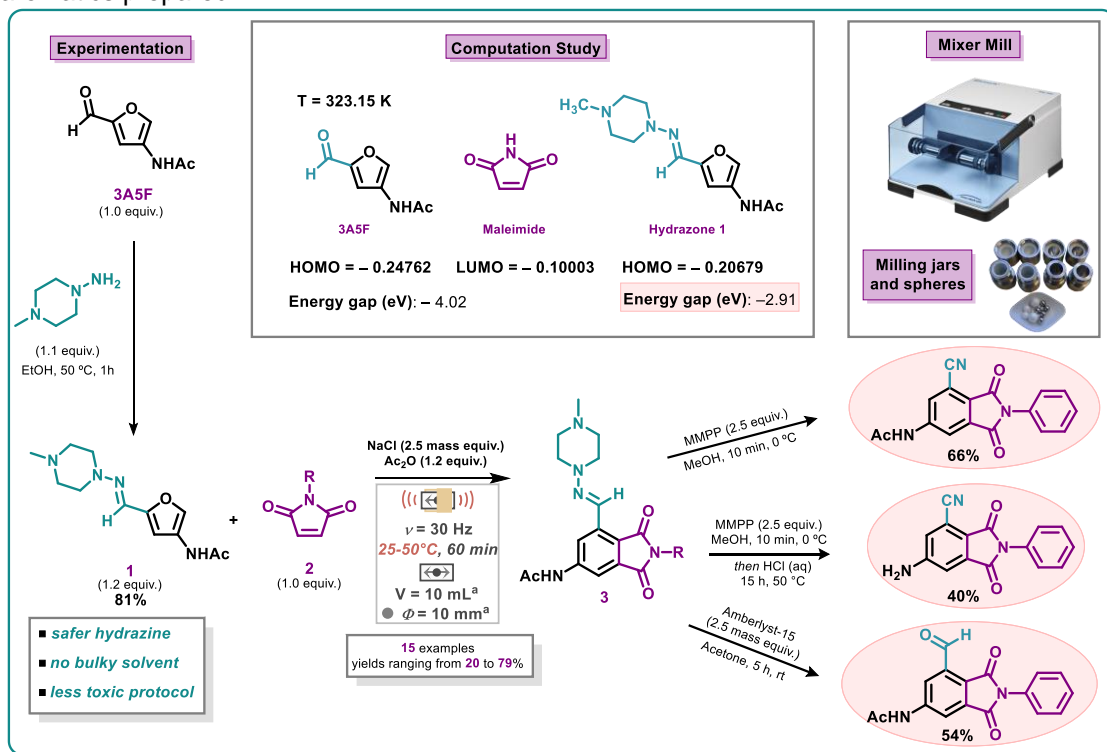 Experimentation
O
H
O
NHAc
3A5F
(1.0 equiv.)
N
N
NH2
(1.1 equiv.)
EtOH, 50 ºC, 1h
Computation Study
T = 323.15 K
O
H
O
NHAc
3A5F
H
N
O
O
Maleimide
H3C
N
N
N
H
O
NHAc
Hydrazone 1
HOMO = – 0.24762
LUMO = – 0.10003
HOMO = – 0.20679
Energy gap (eV): – 4.02
Energy gap (eV): –2.91
Mixer Mill
Milling jars
and spheres
N
N
N
H
O
NHAc
1
(1.2 equiv.)
81%
+
R
N
O
O
2
(1.0 equiv.)
NaCl (2.5 mass equiv.)
Ac2O (1.2 equiv.)
ν = 30 Hz
25-50°C, 60 min
V = 10 mLa
Φ = 10 mma
15 examples
yields ranging from 20 to 79%
N
N
N
H
O
N R
O
AcHN
3
MMPP (2.5 equiv.)
MeOH, 10 min, 0 ºC
CN
O
N
O
AcHN
66%
MMPP (2.5 equiv.)
MeOH, 10 min, 0 ºC
then HCl (aq)
15 h, 50 °C
CN
O
N
O
H2N
40%
Amberlyst-15
(2.5 mass equiv.)
Acetone, 5 h, rt
O
H
O
N
O
AcHN
54%
■ safer hydrazine
■ no bulky solvent
■ less toxic protocol